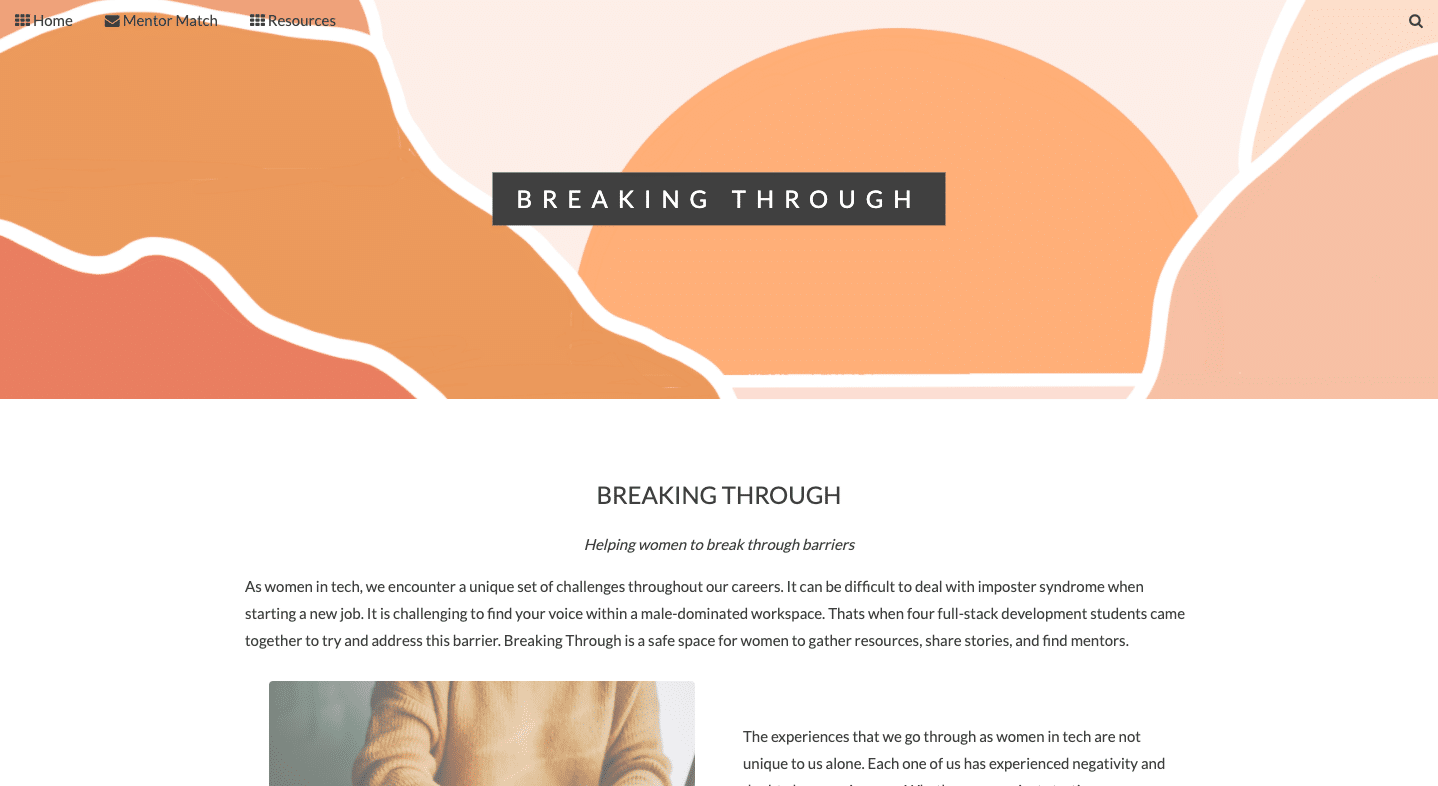 Home Mentor Match Resources
BREAKING THROUGH
BREAKING THROUGH
Helping women to break through barriers
As women in tech, we encounter a unique set of challenges throughout our careers. It can be difficult to deal with imposter syndrome when
starting a new job. It is challenging to find your voice within a male-dominated workspace. Thats when four full-stack development students came
together to try and address this barrier. Breaking Through is a safe space for women to gather resources, share stories, and find mentors.
The experiences that we go through as women in tech are not
unique to us alone. Each one of us has experienced negativity and